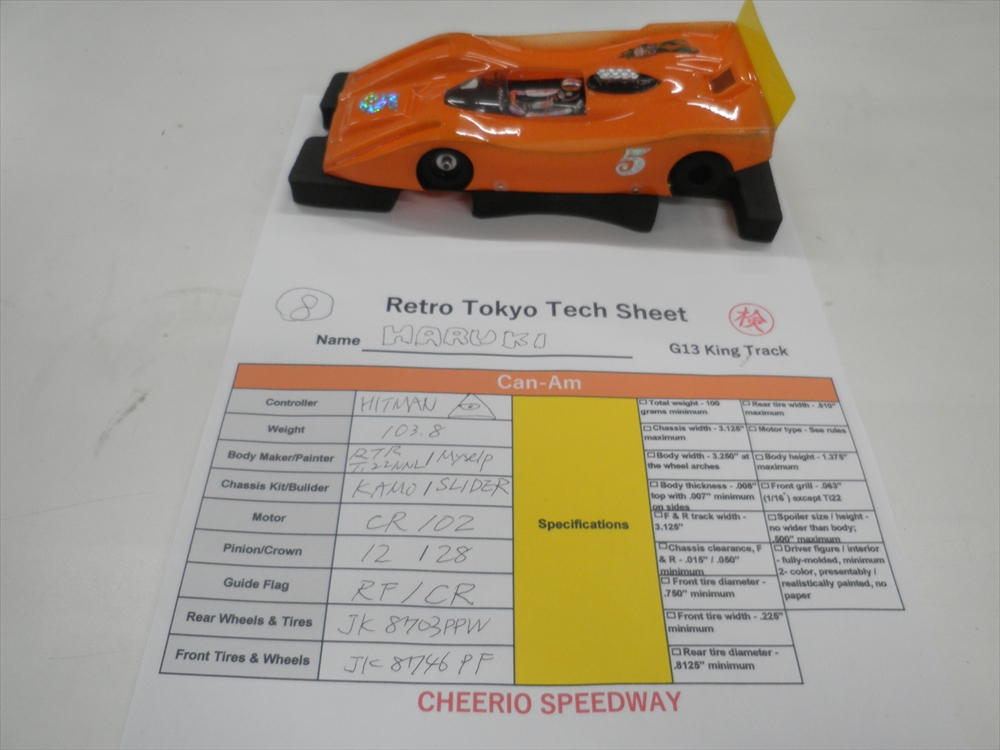 5
8
Retro Tokyo Tech Sheet
検
Name HARUKI
G13 King Track
Can-Am
Controller HITMAN
Weight 103.8
Body Maker/Painter RTR Ti22NNL / Myself
Chassis Kit/Builder KAMO / SLIDER
Motor CR / 02
Pinion/Crown 12 / 28
Guide Flag RF / CR
Rear Wheels & Tires JK 8703PPW
Front Tires & Wheels JK 8746 PF
Specifications
□ Total weight - 100 grams minimum
□ Rear tire width - .810" maximum
□ Chassis width - 3.125" maximum
□ Motor type - See rules
□ Body width - 3.250" at the wheel arches
□ Body height - 1.375" maximum
□ Body thickness - .008" top with .007" minimum on sides
□ Front grill - .063" (1/16") except Ti22
□ F & R track width - 3.125"
□ Spoiler size / height - no wider than body; .500" maximum
□ Chassis clearance, F & R - .015" / .050" minimum
□ Driver figure / interior - fully-molded, minimum 2- color, presentably / realistically painted, no paper
□ Front tire diameter - .750" minimum
□ Front tire width - .225" minimum
□ Rear tire diameter - .8125" minimum
CHEERIO SPEEDWAY